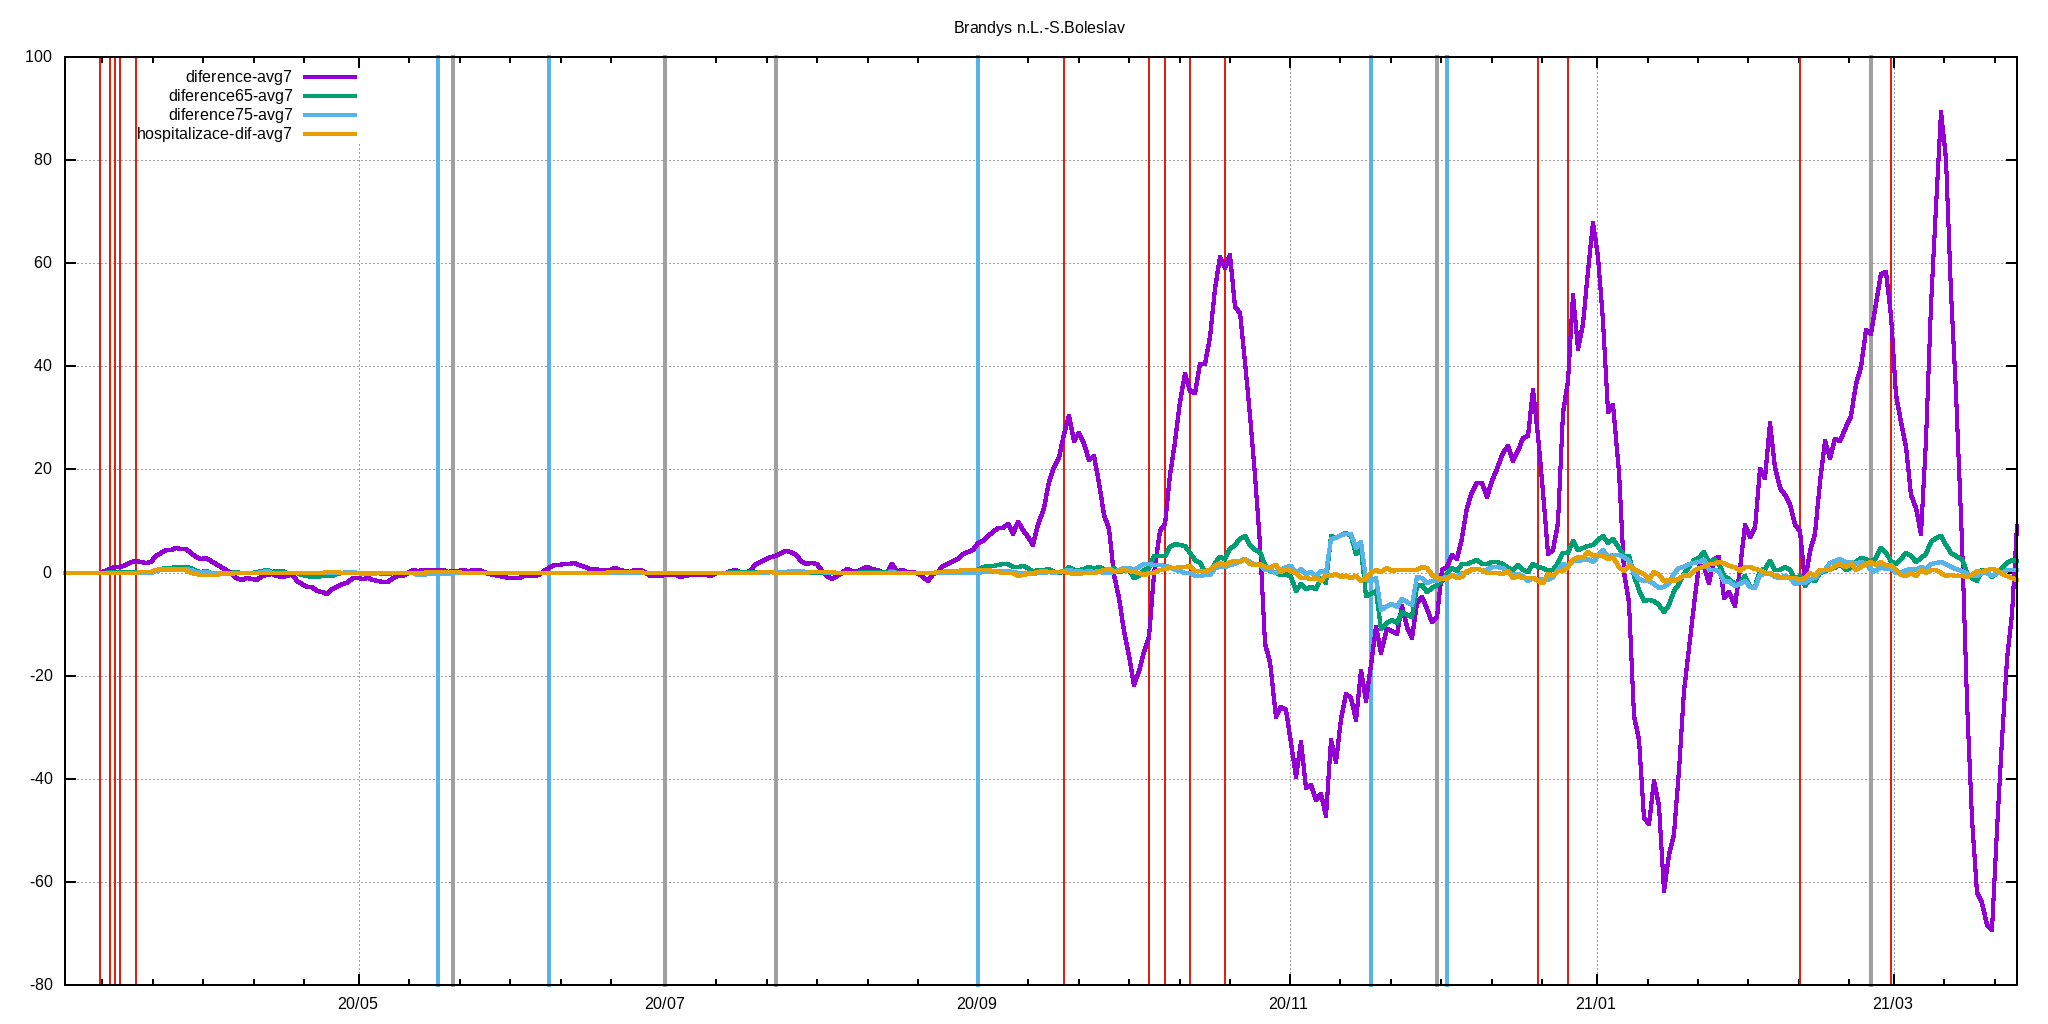 Brandys n.L.-S.Boleslav
diference-avg7
diference65-avg7
diference75-avg7
hospitalizace-dif-avg7
100
80
60
40
20
0
-20
-40
-60
-80
20/05 20/07 20/09 20/11 21/01 21/03